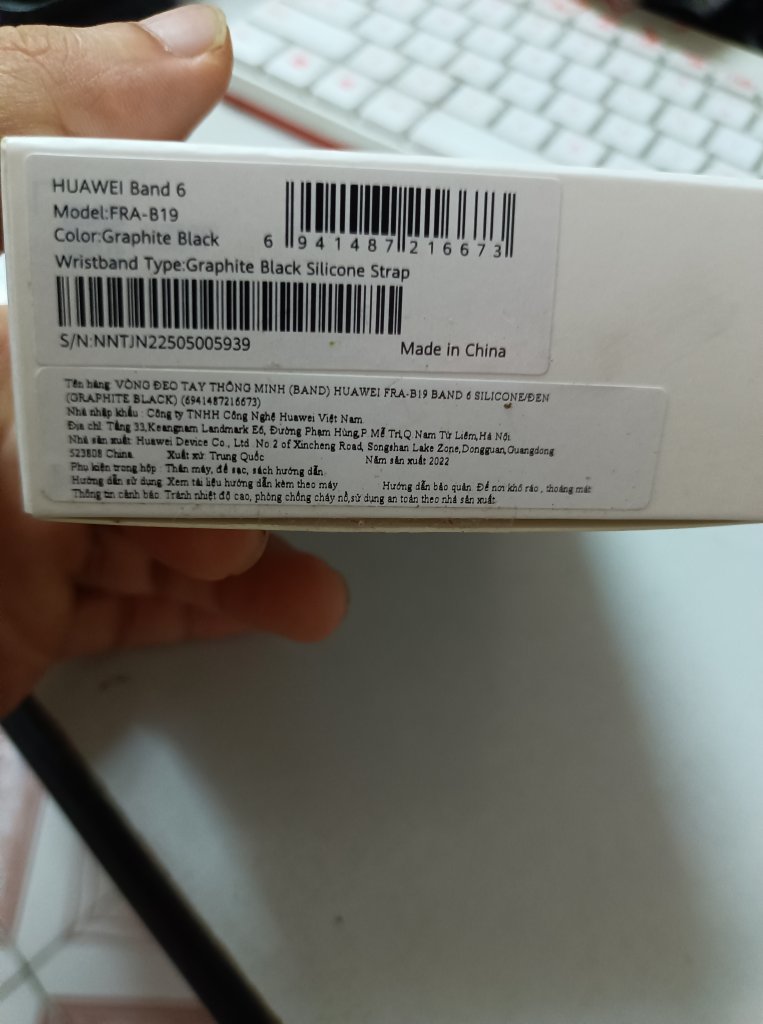 HUAWEI Band 6
Model:FRA-B19
Color:Graphite Black
6 941487 216673
Wristband Type:Graphite Black Silicone Strap
S/N:NNTJN22505005939
Made in China
Tên hàng: VÒNG ĐEO TAY THÔNG MINH (BAND) HUAWEI FRA-B19 BAND 6 SILICONE/ĐEN
(GRAPHITE BLACK) (6941487216673)
Nhà nhập khẩu : Công ty TNHH Công Nghệ Huawei Việt Nam
Địa chỉ: Tầng 33,Keangnam Landmark E6, Đường Phạm Hùng,P Mễ Trì,Q Nam Từ Liêm,Hà Nội
Nhà sản xuất: Huawei Device Co., Ltd No 2 of Xincheng Road, Songshan Lake Zone,Dongguan,Guangdong
523808 China Xuất xứ: Trung Quốc Năm sản xuất 2022
Phụ kiện trong hộp : Thân máy, đế sạc, sách hướng dẫn
Hướng dẫn sử dụng: Xem tài liệu hướng dẫn kèm theo máy Hướng dẫn bảo quản: Để nơi khô ráo , thoáng mát
Thông tin cảnh báo: Tránh nhiệt độ cao, phòng chống cháy nổ,sử dụng an toàn theo nhà sản xuất